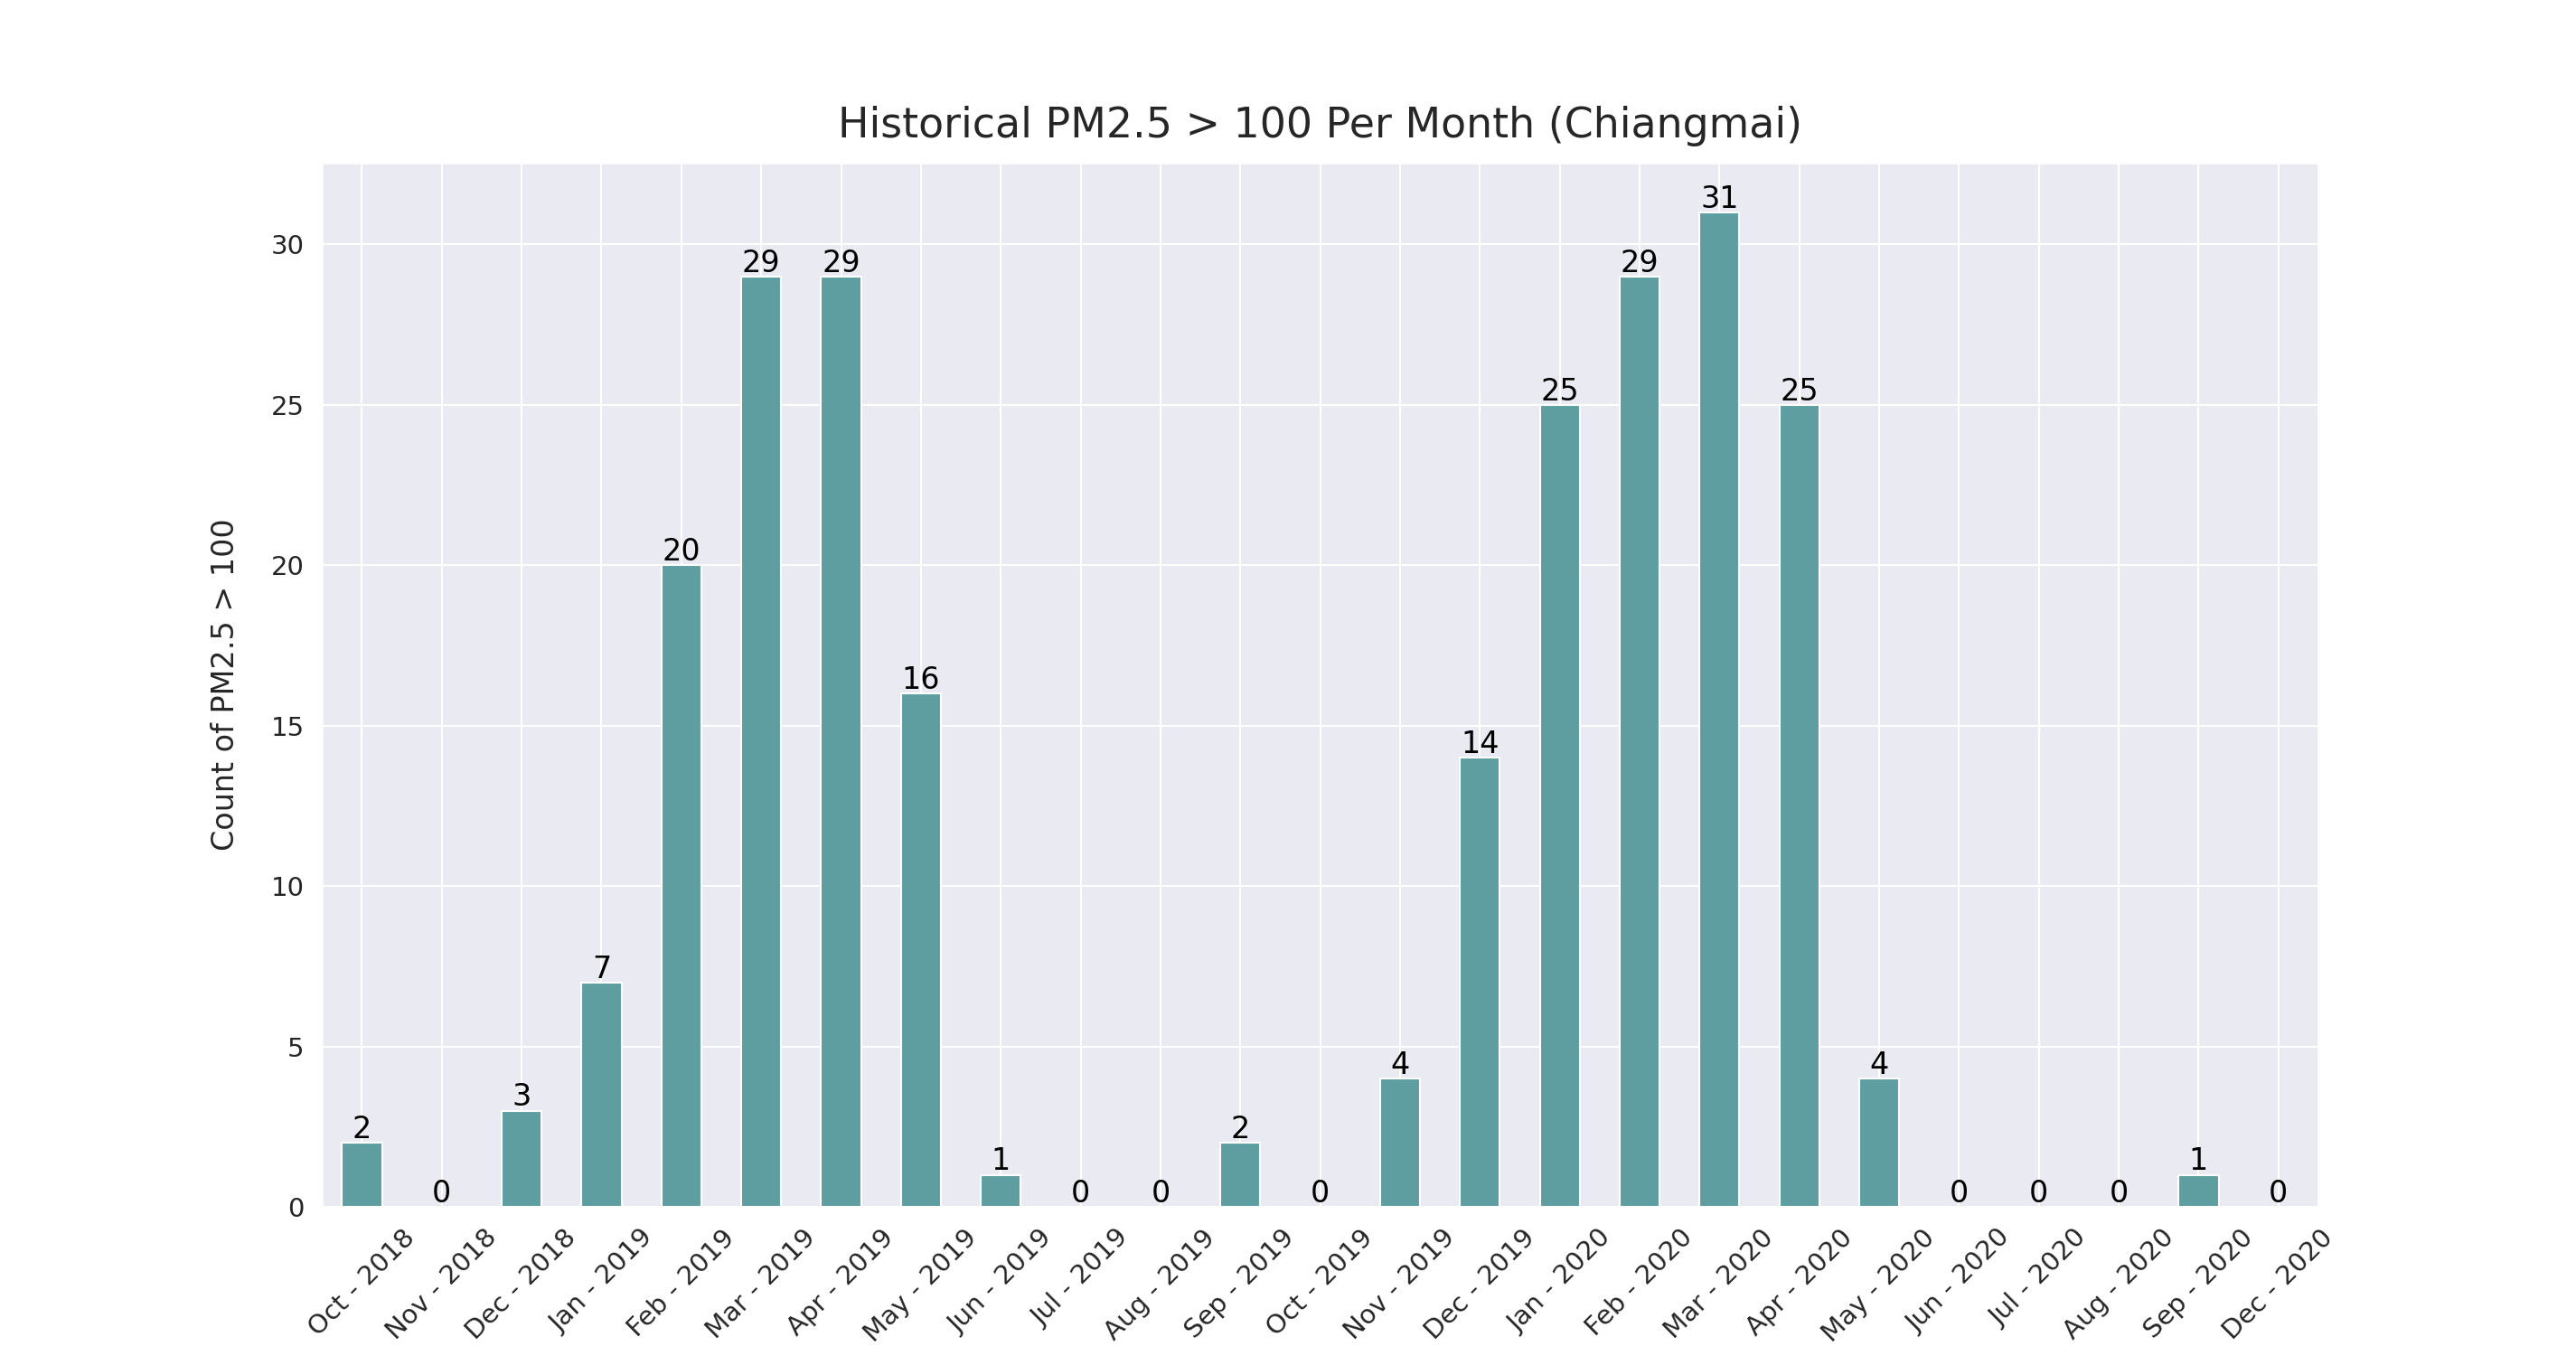 Historical PM2.5 > 100 Per Month (Chiangmai)
Count of PM2.5 > 100
30
25
20
15
10
5
0
2
0
3
7
20
29
29
16
1
0
0
2
0
4
14
25
29
31
25
4
0
0
0
1
0
Oct - 2018
Nov - 2018
Dec - 2018
Jan - 2019
Feb - 2019
Mar - 2019
Apr - 2019
May - 2019
Jun - 2019
Jul - 2019
Aug - 2019
Sep - 2019
Oct - 2019
Nov - 2019
Dec - 2019
Jan - 2020
Feb - 2020
Mar - 2020
Apr - 2020
May - 2020
Jun - 2020
Jul - 2020
Aug - 2020
Sep - 2020
Dec - 2020